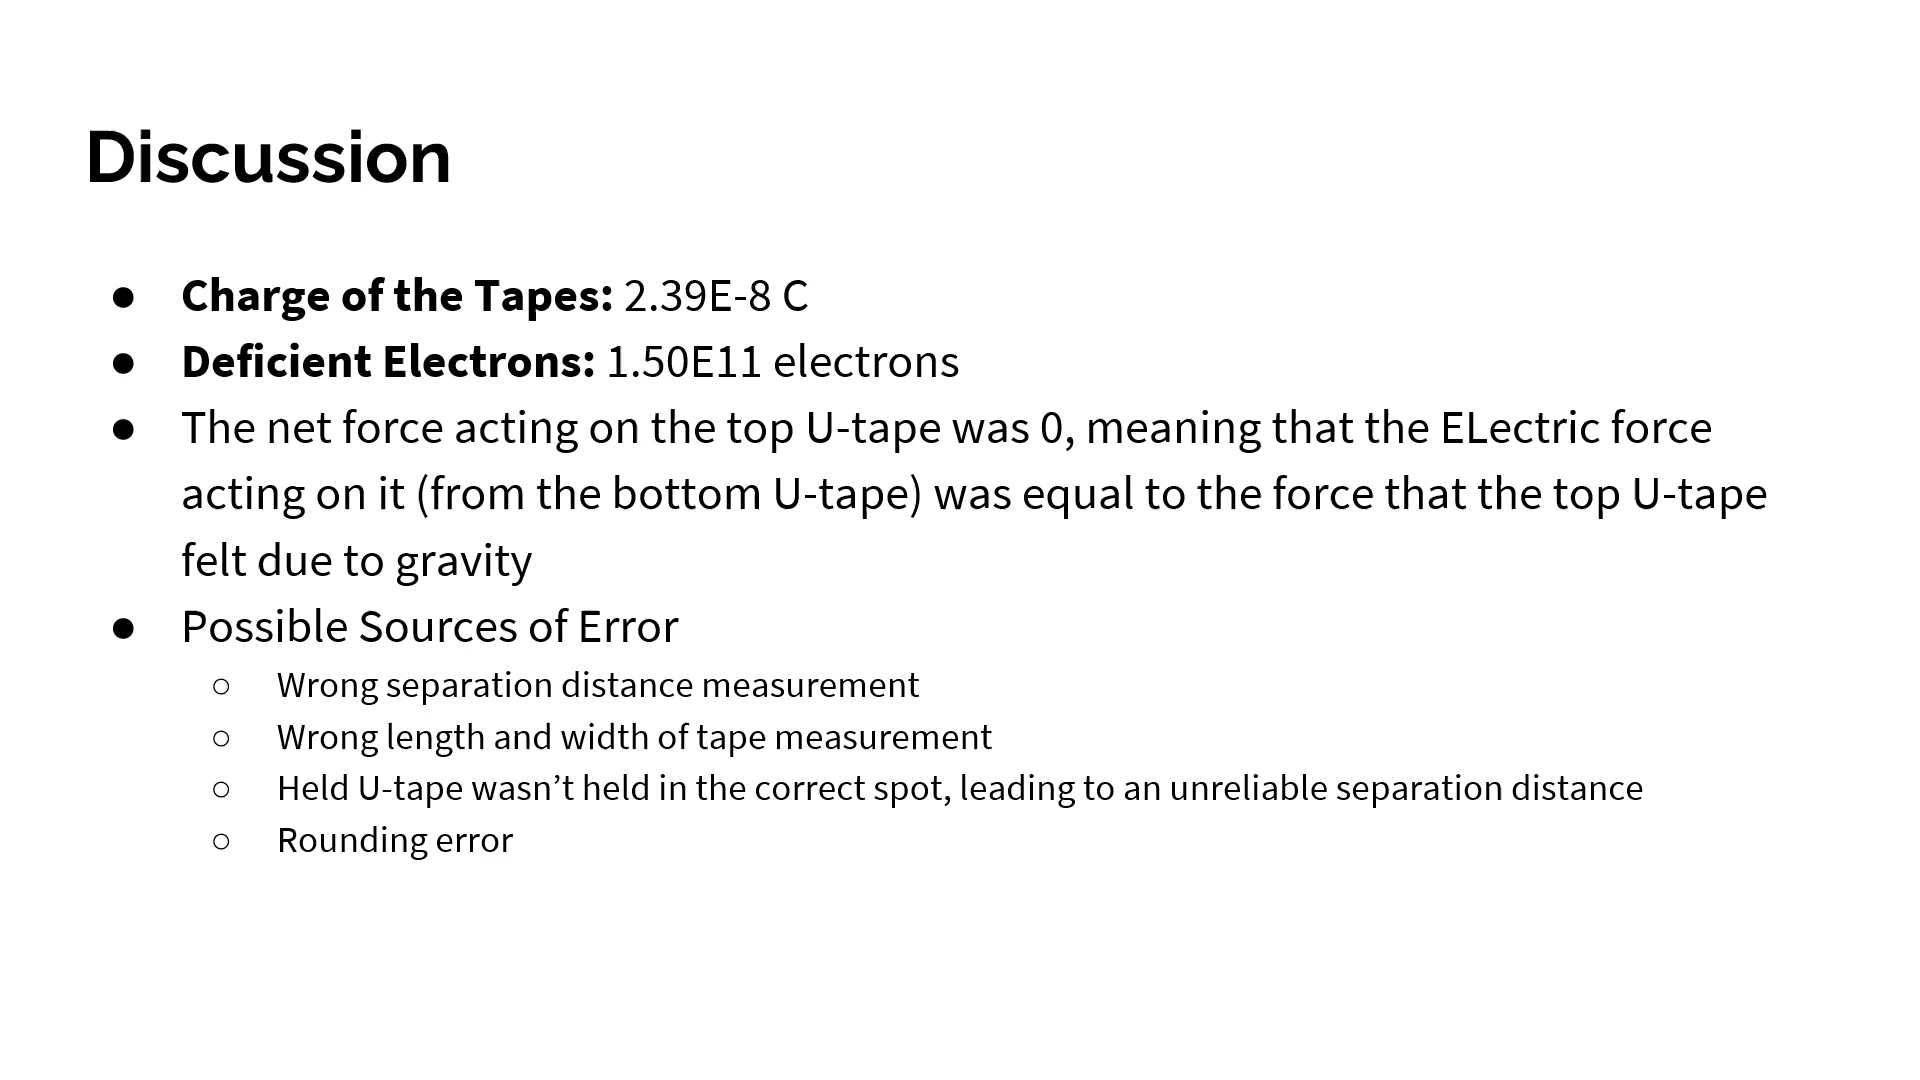 Discussion
● Charge of the Tapes: 2.39E-8 C
● Deficient Electrons: 1.50E11 electrons
● The net force acting on the top U-tape was 0, meaning that the ELectric force
acting on it (from the bottom U-tape) was equal to the force that the top U-tape
felt due to gravity
● Possible Sources of Error
○ Wrong separation distance measurement
○ Wrong length and width of tape measurement
○ Held U-tape wasn’t held in the correct spot, leading to an unreliable separation distance
○ Rounding error